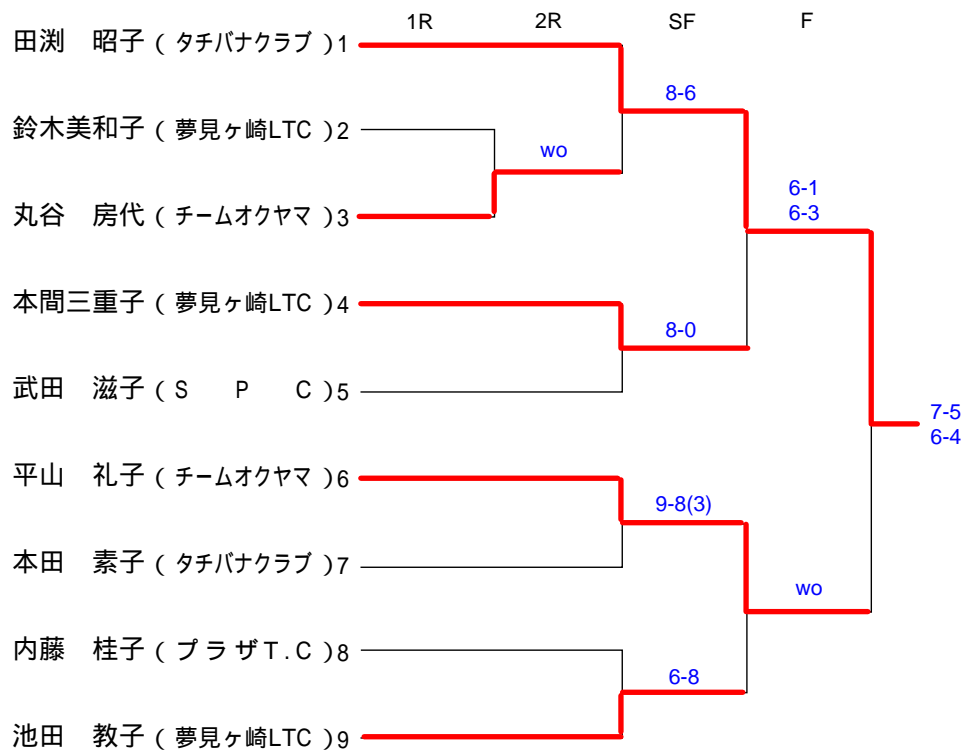 1R 2R SF F
田渕 昭子 ( タチバナクラブ ) 1
8-6
鈴木美和子 ( 夢見ヶ崎LTC ) 2
wo
6-1
6-3
丸谷 房代 ( チームオクヤマ ) 3
本間三重子 ( 夢見ヶ崎LTC ) 4
8-0
武田 滋子 ( S P C ) 5
7-5
6-4
平山 礼子 ( チームオクヤマ ) 6
9-8(3)
本田 素子 ( タチバナクラブ ) 7
wo
内藤 桂子 ( プラザT.C ) 8
6-8
池田 教子 ( 夢見ヶ崎LTC ) 9